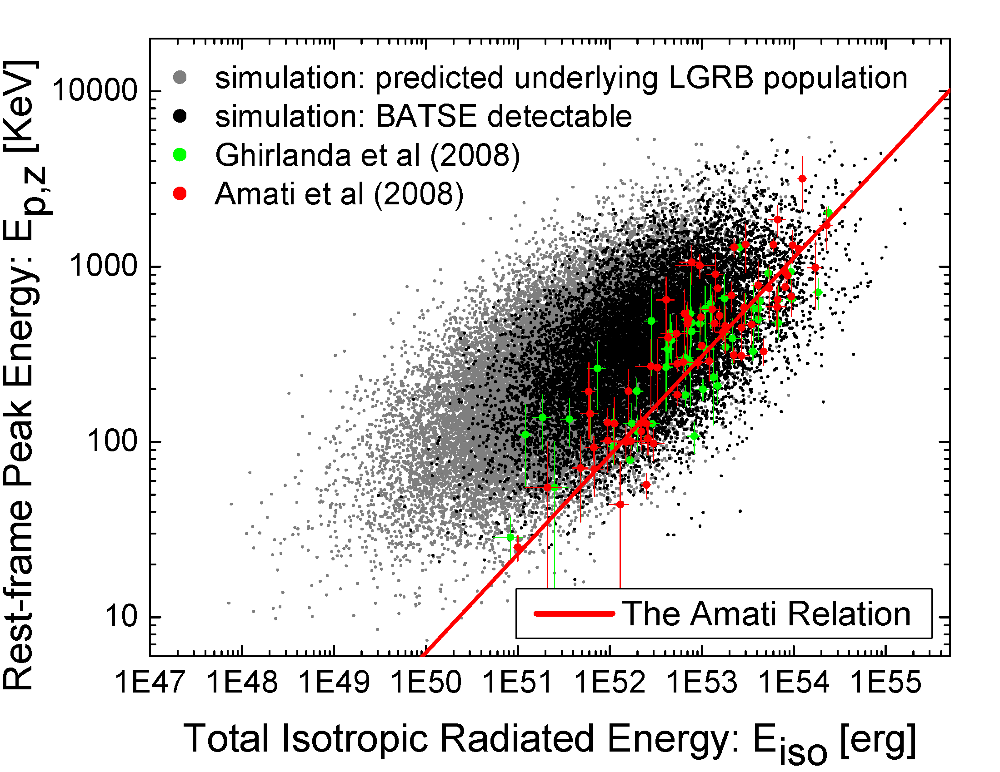 simulation: predicted underlying LGRB population
simulation: BATSE detectable
Ghirlanda et al (2008)
Amati et al (2008)
Rest-frame Peak Energy: Ep,z [KeV]
10000
1000
100
10
The Amati Relation
1E47 1E48 1E49 1E50 1E51 1E52 1E53 1E54 1E55
Total Isotropic Radiated Energy: Eiso [erg]